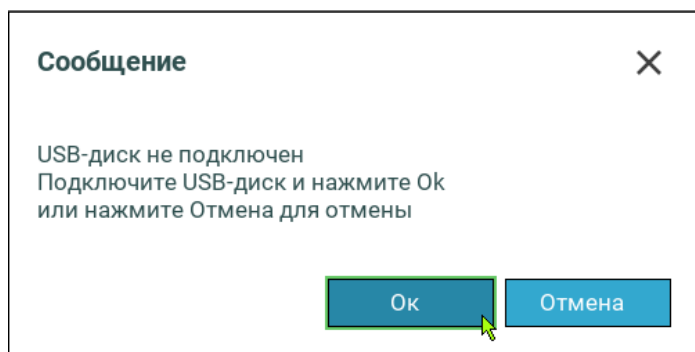 Сообщение
USB-диск не подключен
Подключите USB-диск и нажмите Ok
или нажмите Отмена для отмены
Ок
Отмена